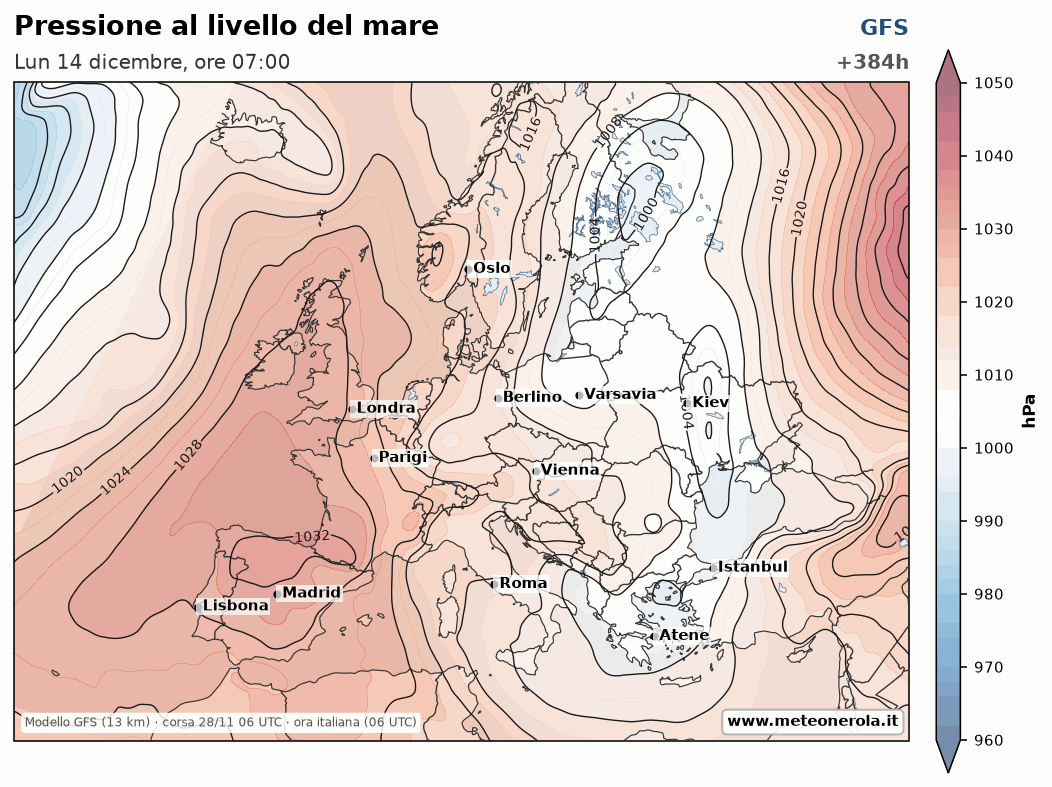 Pressione al livello del mare
GFS
Lun 14 dicembre, ore 07:00
+384h
1016
1008
1016
1020
1000
1004
Oslo
Berlino
Varsavia
Kiev
1004
Londra
Parigi
Vienna
1020
1024
1028
1032
10
Istanbul
Roma
Madrid
Lisbona
Atene
Modello GFS (13 km) · corsa 28/11 06 UTC · ora italiana (06 UTC)
www.meteonerola.it
1050
1040
1030
1020
1010
1000
990
980
970
960
hPa